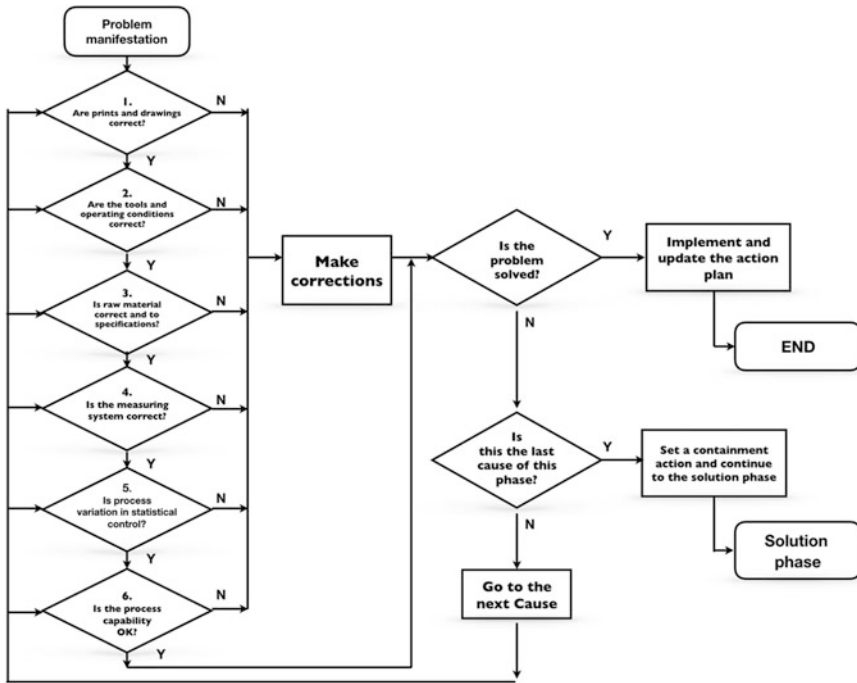 Problem
manifestation
1.
Are prints and drawings
correct?
N
Y
2.
Are the tools and
operating conditions
correct?
N
Y
3.
Is raw material
correct and to
specifications?
N
Y
4.
Is the measuring
system correct?
N
Y
5.
Is process
variation in statistical
control?
N
Y
6.
Is the process
capability
OK?
N
Y
Make
corrections
Is the
problem
solved?
Y
N
Implement and
update the action
plan
END
Is
this the last
cause of this
phase?
Y
N
Set a containment
action and continue
to the solution phase
Solution
phase
Go to the
next Cause